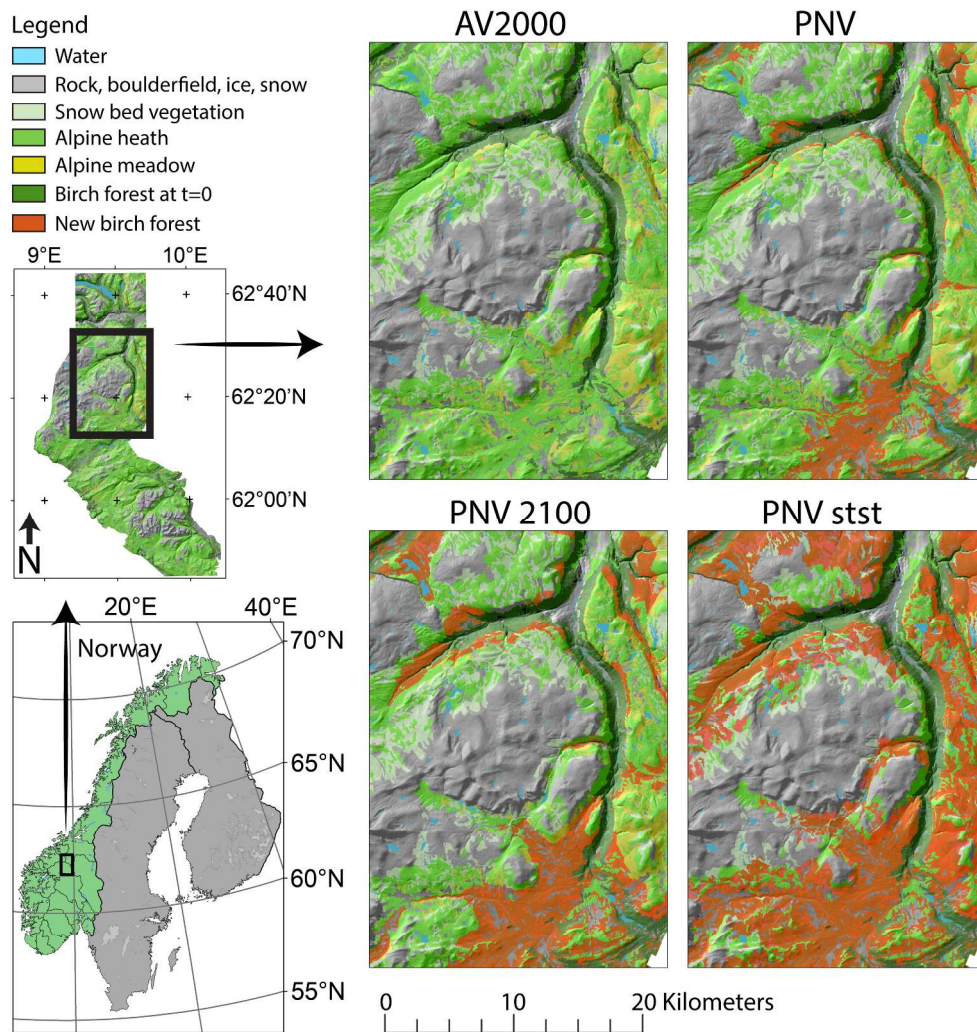 Legend
Water
Rock, boulderfield, ice, snow
Snow bed vegetation
Alpine heath
Alpine meadow
Birch forest at t=0
New birch forest
9°E 10°E
62°40'N
62°20'N
62°00'N
N
20°E 40°E
Norway
70°N
65°N
60°N
55°N
AV2000 PNV
PNV 2100 PNV stst
0 10 20 Kilometers